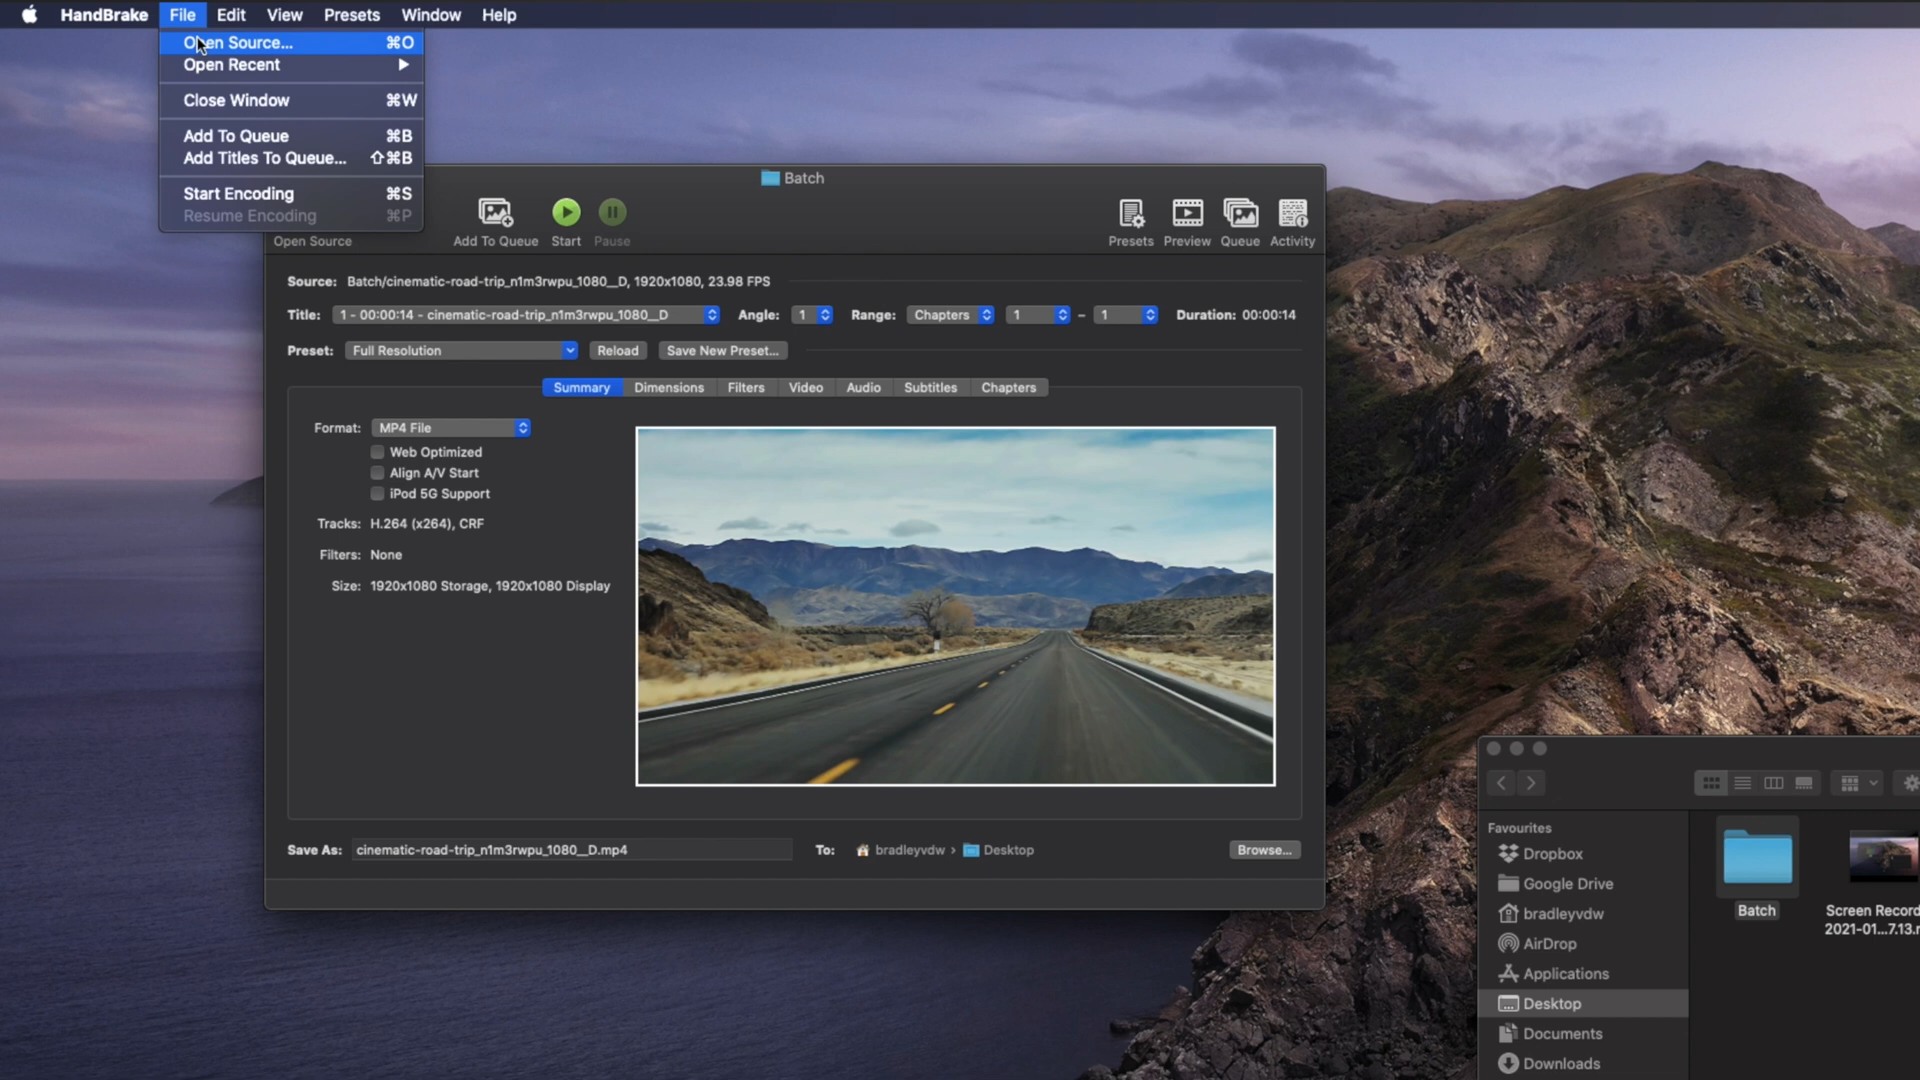 HandBrake File Edit View Presets Window Help
Open Source... ⌘O
Open Recent ▶
Close Window ⌘W
Add To Queue ⌘B
Add Titles To Queue... ⇧⌘B
Start Encoding ⌘S
Resume Encoding ⌘P
Batch
Open Source Add To Queue Start Pause Presets Preview Queue Activity
Source: Batch/cinematic-road-trip_n1m3rwpu_1080__D, 1920x1080, 23.98 FPS
Title: 1 - 00:00:14 - cinematic-road-trip_n1m3rwpu_1080__D Angle: 1 Range: Chapters 1 - 1 Duration: 00:00:14
Preset: Full Resolution Reload Save New Preset...
Summary Dimensions Filters Video Audio Subtitles Chapters
Format: MP4 File
Web Optimized
Align A/V Start
iPod 5G Support
Tracks: H.264 (x264), CRF
Filters: None
Size: 1920x1080 Storage, 1920x1080 Display
Save As: cinematic-road-trip_n1m3rwpu_1080__D.mp4 To: bradleyvdw › Desktop Browse...
Favourites
Dropbox
Google Drive
bradleyvdw
AirDrop
Applications
Desktop
Documents
Downloads
Batch
Screen Record
2021-01...7.13.r